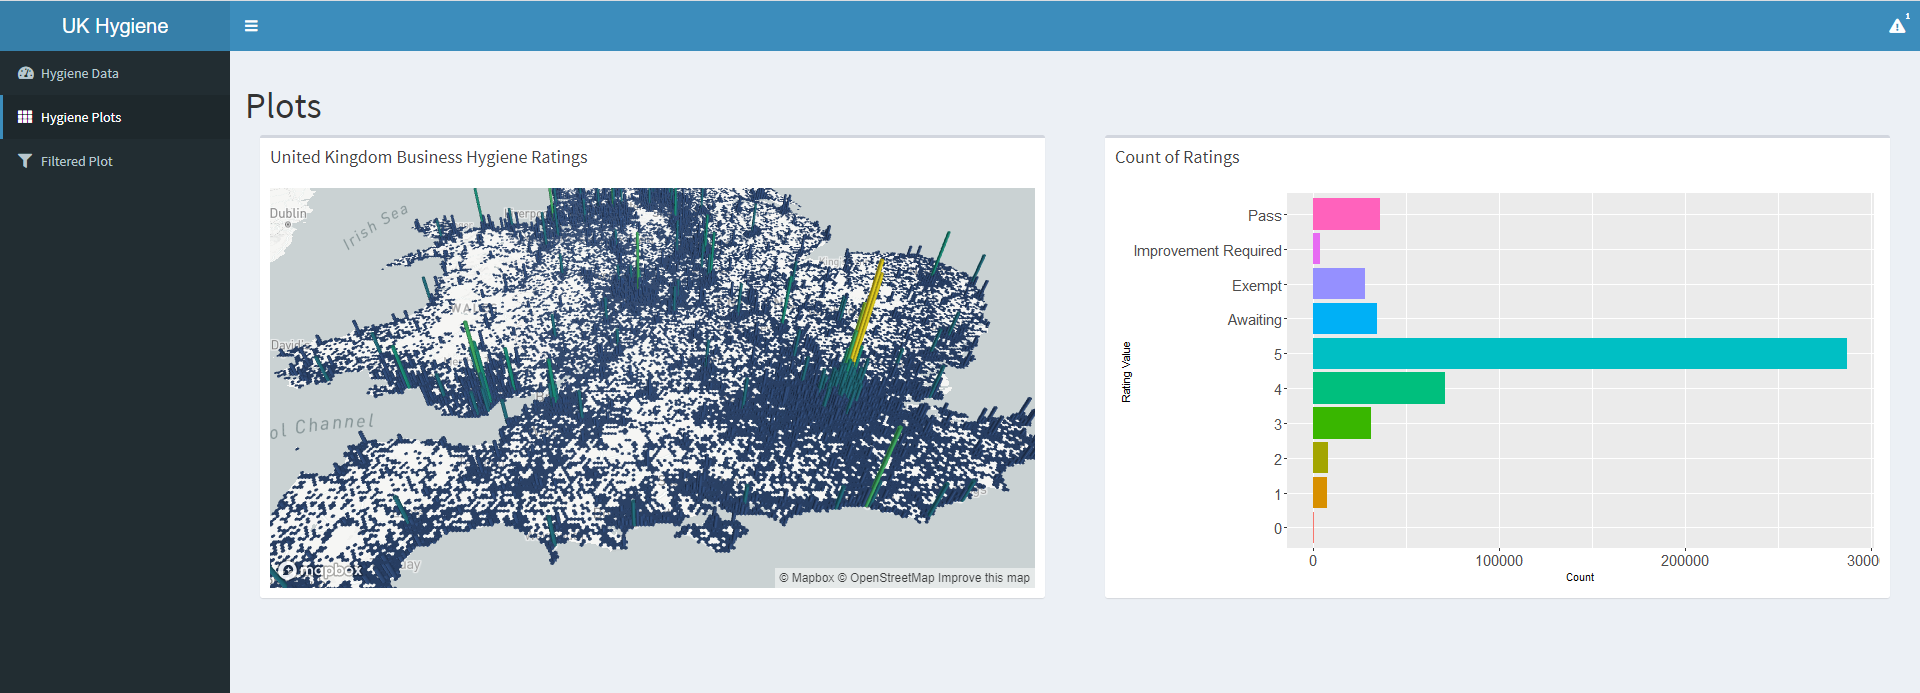 UK Hygiene
1
Hygiene Data
Hygiene Plots
Filtered Plot
Plots
United Kingdom Business Hygiene Ratings
Dublin
Irish Sea
ol Channel
mapbox
© Mapbox © OpenStreetMap Improve this map
Count of Ratings
Rating Value
Pass
Improvement Required
Exempt
Awaiting
5
4
3
2
1
0
0 100000 200000 3000
Count